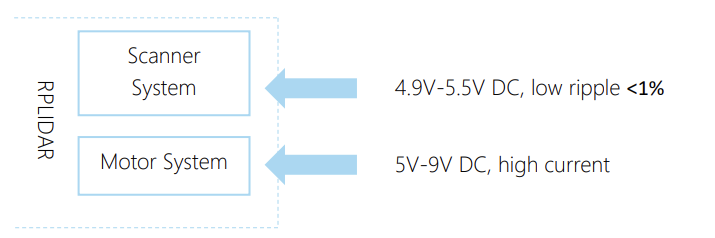 RPLIDAR
Scanner
System
4.9V-5.5V DC, low ripple <1%
Motor System
5V-9V DC, high current